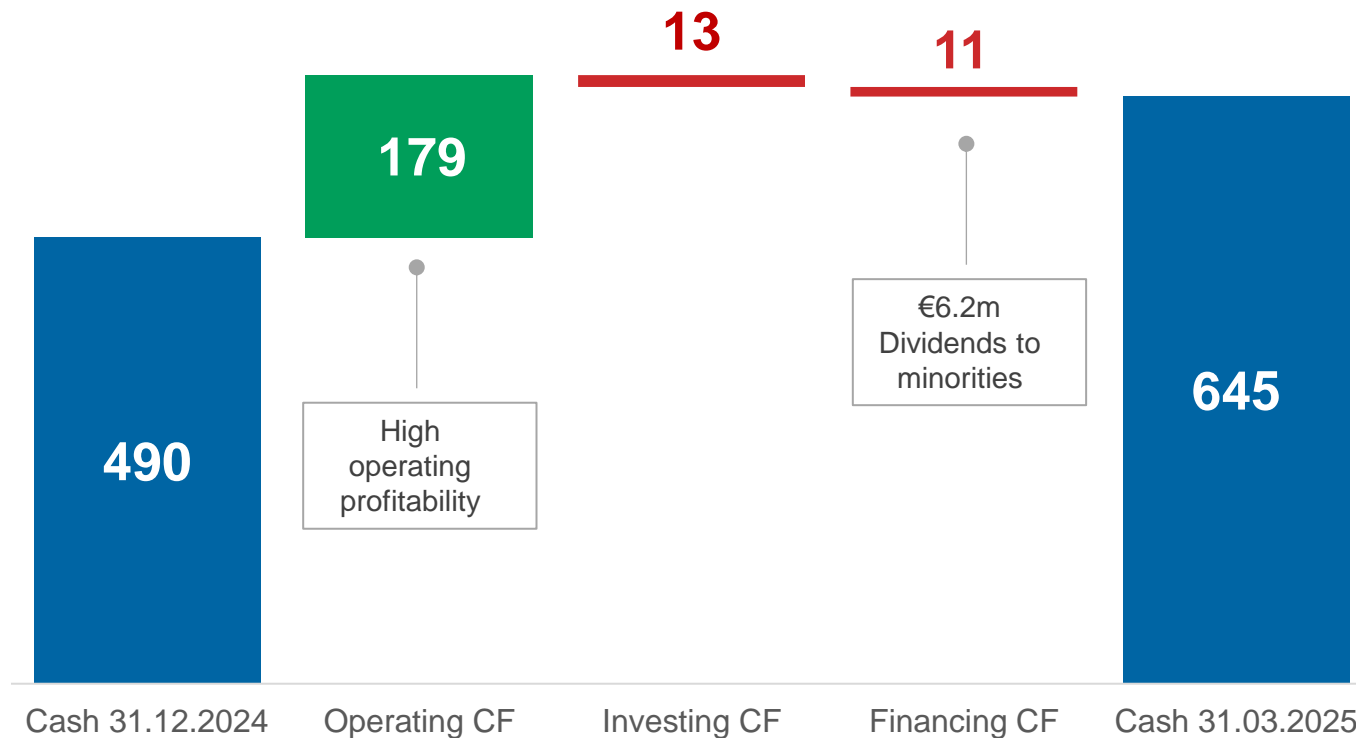 13
11
179
490
645
High
operating
profitability
€6.2m
Dividends to
minorities
Cash 31.12.2024
Operating CF
Investing CF
Financing CF
Cash 31.03.2025